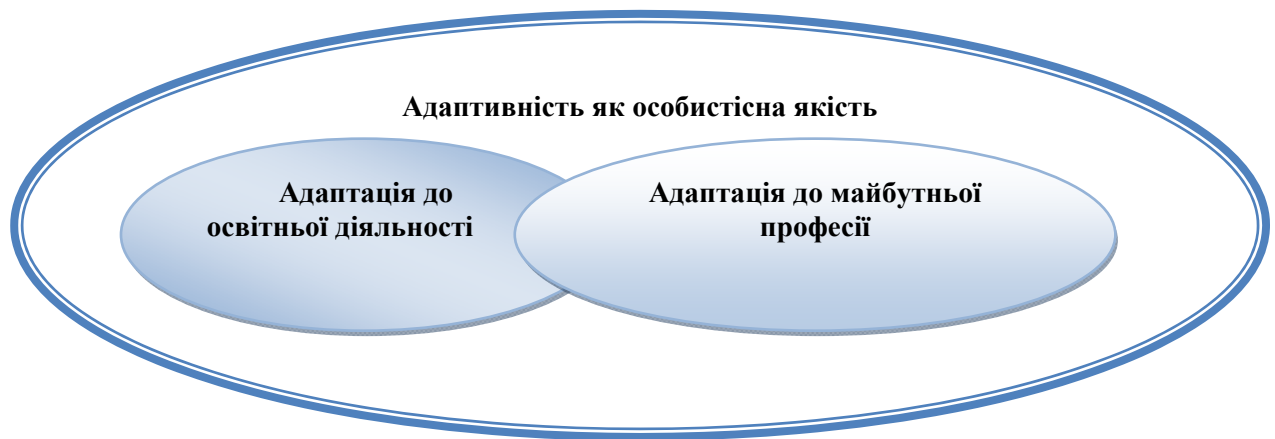 Адаптивність як особистісна якість
Адаптація до
освітньої діяльності
Адаптація до майбутньої
професії